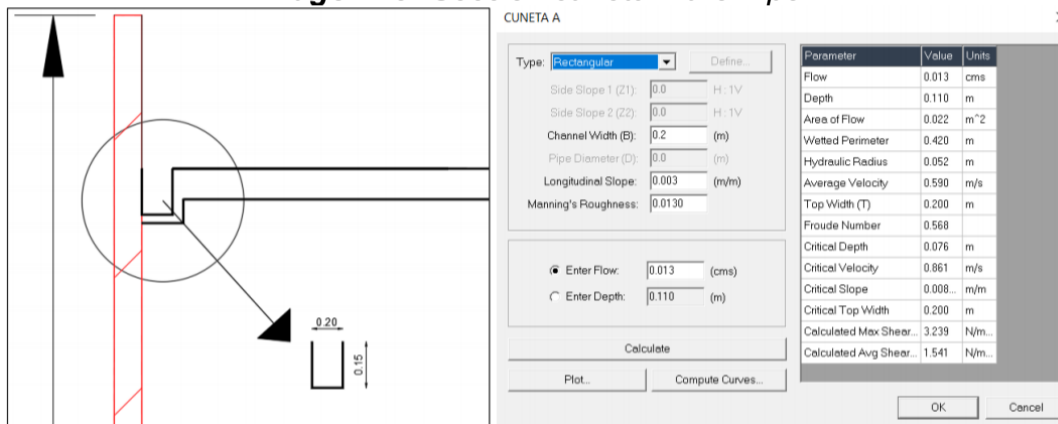 CUNETA A
0.20
0.15
Type: Rectangular Define...
Side Slope 1 (Z1): 0.0 H : 1V
Side Slope 2 (Z2): 0.0 H : 1V
Channel Width (B): 0.2 (m)
Pipe Diameter (D): 0.0 (m)
Longitudinal Slope: 0.003 (m/m)
Manning's Roughness: 0.0130
Enter Flow: 0.013 (cms)
Enter Depth: 0.110 (m)
Calculate
Plot... Compute Curves...
Parameter Value Units
Flow 0.013 cms
Depth 0.110 m
Area of Flow 0.022 m^2
Wetted Perimeter 0.420 m
Hydraulic Radius 0.052 m
Average Velocity 0.590 m/s
Top Width (T) 0.200 m
Froude Number 0.568
Critical Depth 0.076 m
Critical Velocity 0.861 m/s
Critical Slope 0.008... m/m
Critical Top Width 0.200 m
Calculated Max Shear... 3.239 N/m...
Calculated Avg Shear... 1.541 N/m...
OK Cancel